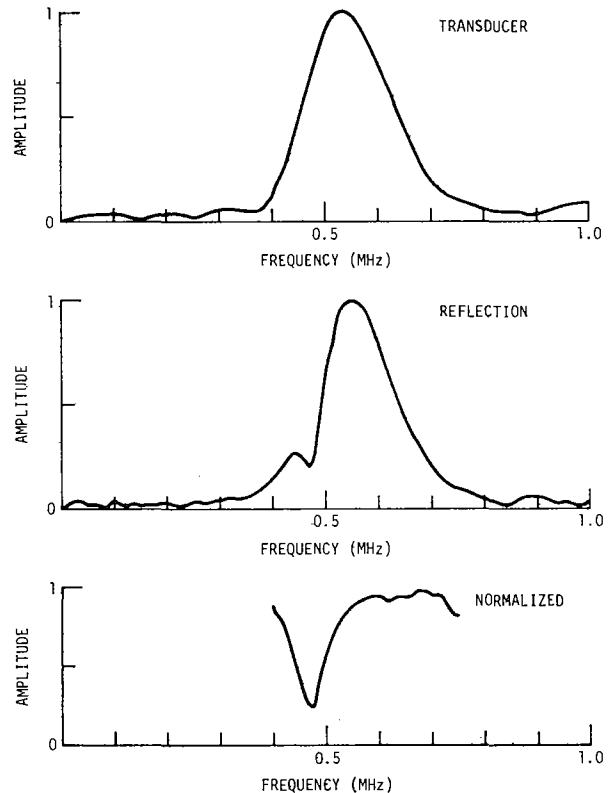 1
TRANSDUCER
AMPLITUDE
0
0.5
1.0
FREQUENCY (MHz)
1
REFLECTION
AMPLITUDE
0
0.5
1.0
FREQUENCY (MHz)
1
NORMALIZED
AMPLITUDE
0
0.5
1.0
FREQUENCY (MHz)